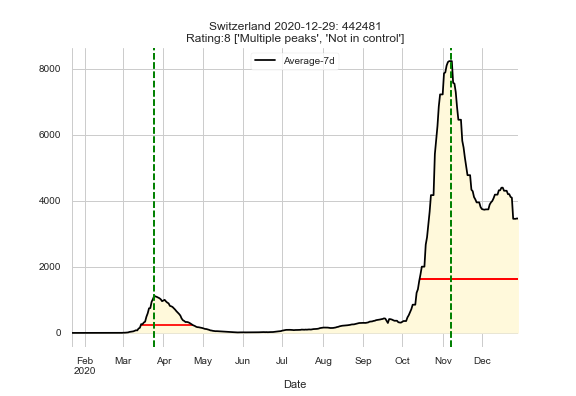 Switzerland 2020-12-29: 442481
Rating:8 ['Multiple peaks', 'Not in control']
Average-7d
8000
6000
4000
2000
0
Feb Mar Apr May Jun Jul Aug Sep Oct Nov Dec
2020
Date